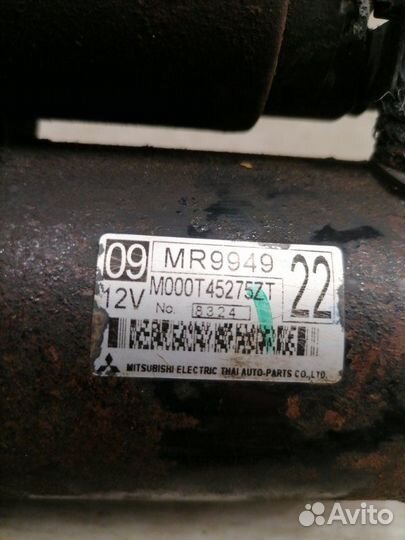 09 MR9949 22
12V M000T45275ZT
No. 8324
MITSUBISHI ELECTRIC THAI AUTO-PARTS CO.,LTD.
Avito